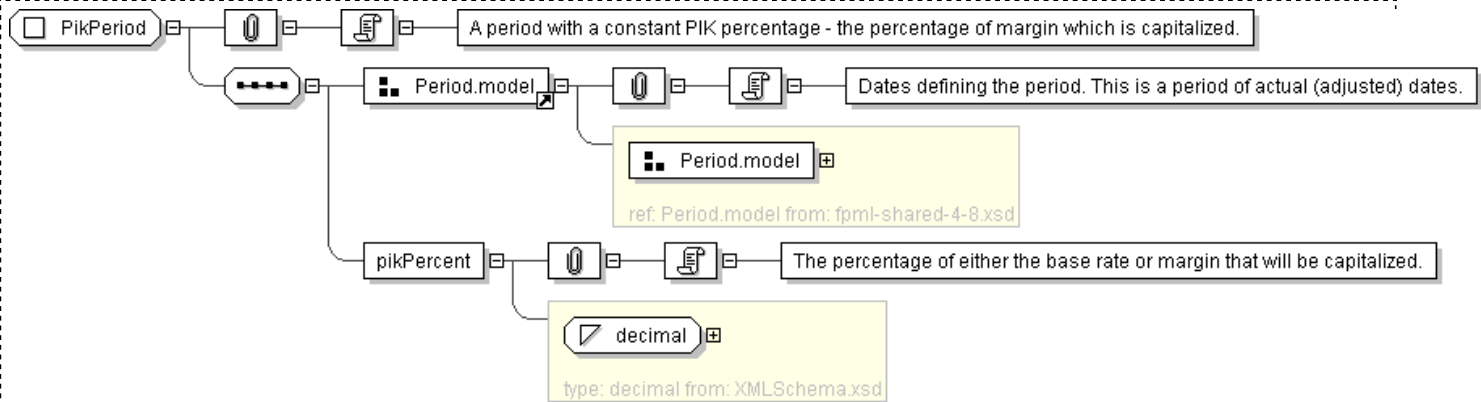 PikPeriod
A period with a constant PIK percentage - the percentage of margin which is capitalized.
Period.model
Dates defining the period. This is a period of actual (adjusted) dates.
Period.model
ref: Period.model from: fpml-shared-4-8.xsd
pikPercent
The percentage of either the base rate or margin that will be capitalized.
decimal
type: decimal from: XMLSchema.xsd